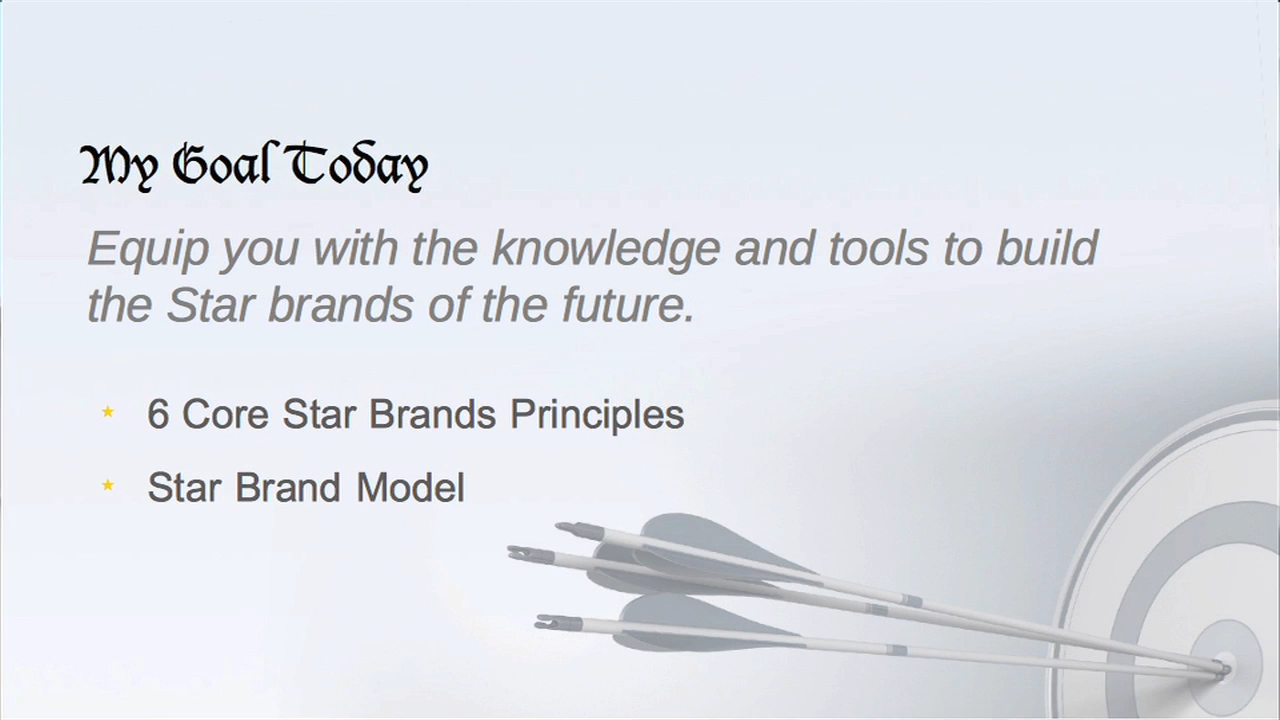 My Goal Today
Equip you with the knowledge and tools to build
the Star brands of the future.
6 Core Star Brands Principles
Star Brand Model